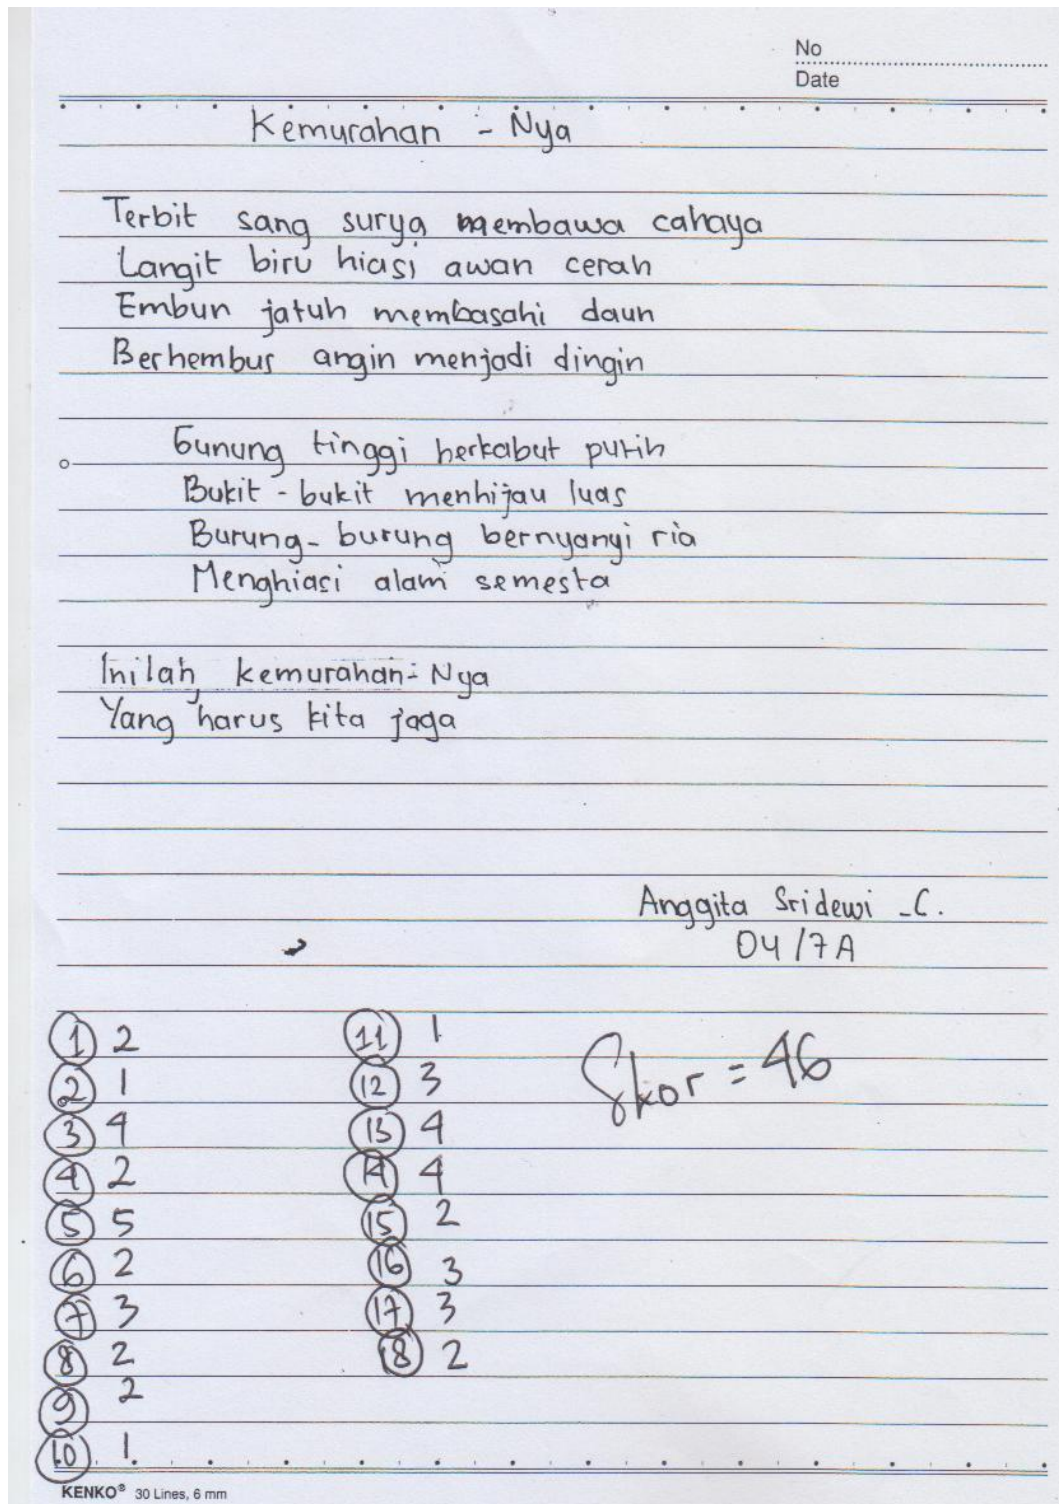 No
Date
Kemurahan - Nya
Terbit sang surya membawa cahaya
Langit biru hiasi awan cerah
Embun jatuh membasahi daun
Berhembus angin menjadi dingin
Gunung tinggi berkabut putih
Bukit - bukit menhijau luas
Burung - burung bernyanyi ria
Menghiasi alam semesta
Inilah kemurahan - Nya
Yang harus kita jaga
Anggita Sridewi -C.
04 / 7A
1 2
2 1
3 4
4 2
5 5
6 2
7 3
8 2
9 2
10 1
11 1
12 3
13 4
14 4
15 2
16 3
17 3
18 2
Skor = 46
KENKO® 30 Lines, 6 mm